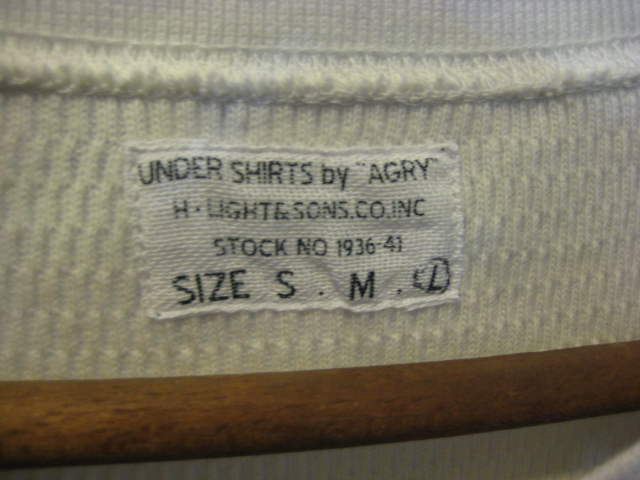 UNDER SHIRTS by "AGRY"
H • LIGHT&SONS.CO.INC
STOCK NO 1936-41
SIZE S . M . L